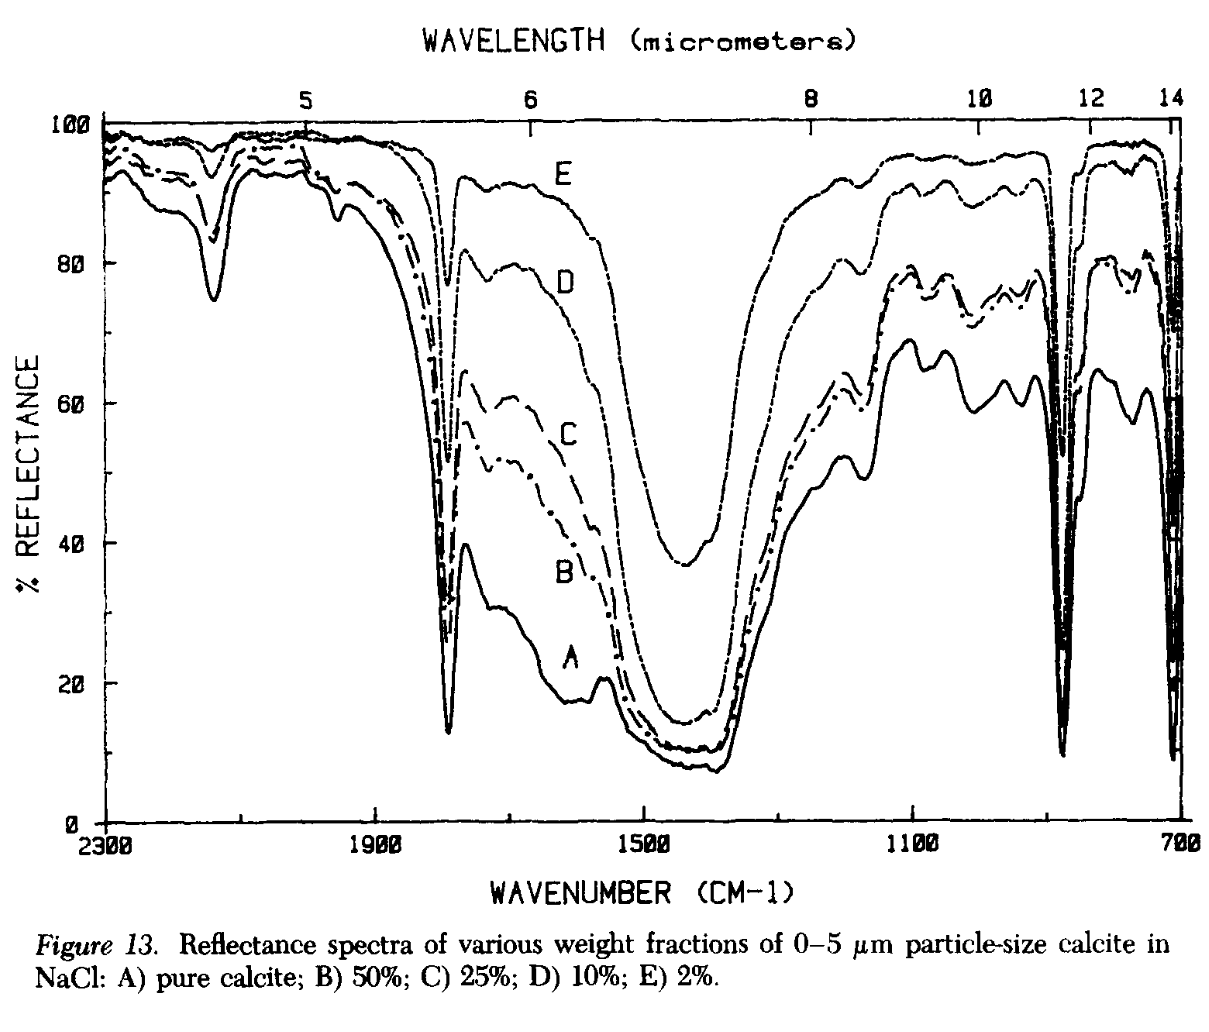 WAVELENGTH (micrometers)
5 6 8 10 12 14
100
80
60
40
20
0
% REFLECTANCE
E
D
C
B
A
2300 1900 1500 1100 700
WAVENUMBER (CM-1)
Figure 13. Reflectance spectra of various weight fractions of 0–5 μm particle-size calcite in
NaCl: A) pure calcite; B) 50%; C) 25%; D) 10%; E) 2%.